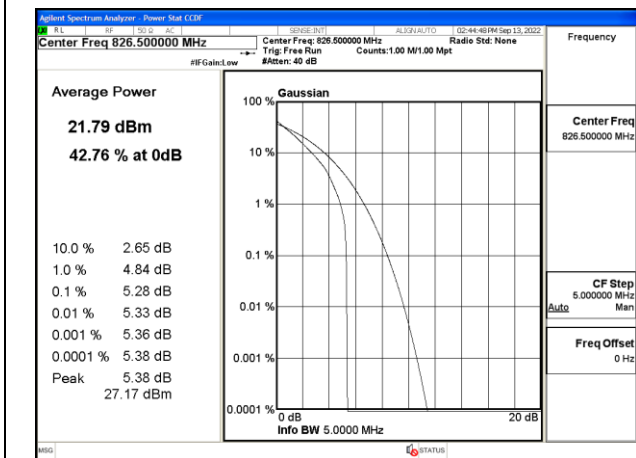 Agilent Spectrum Analyzer - Power Stat CCDF
RL RF 50 Ω AC SENSE:INT ALIGN AUTO 02:44:48 PM Sep 13, 2022
Center Freq 826.500000 MHz
Center Freq: 826.500000 MHz Radio Std: None
Trig: Free Run Counts:1.00 M/1.00 Mpt
#IFGain:Low #Atten: 40 dB
Frequency
Average Power
21.79 dBm
42.76 % at 0dB
10.0 % 2.65 dB
1.0 % 4.84 dB
0.1 % 5.28 dB
0.01 % 5.33 dB
0.001 % 5.36 dB
0.0001 % 5.38 dB
Peak 5.38 dB
27.17 dBm
Gaussian
100 %
10 %
1 %
0.1 %
0.01 %
0.001 %
0.0001 %
0 dB 20 dB
Info BW 5.0000 MHz
Center Freq
826.500000 MHz
CF Step
5.000000 MHz
Auto Man
Freq Offset
0 Hz
MSG STATUS